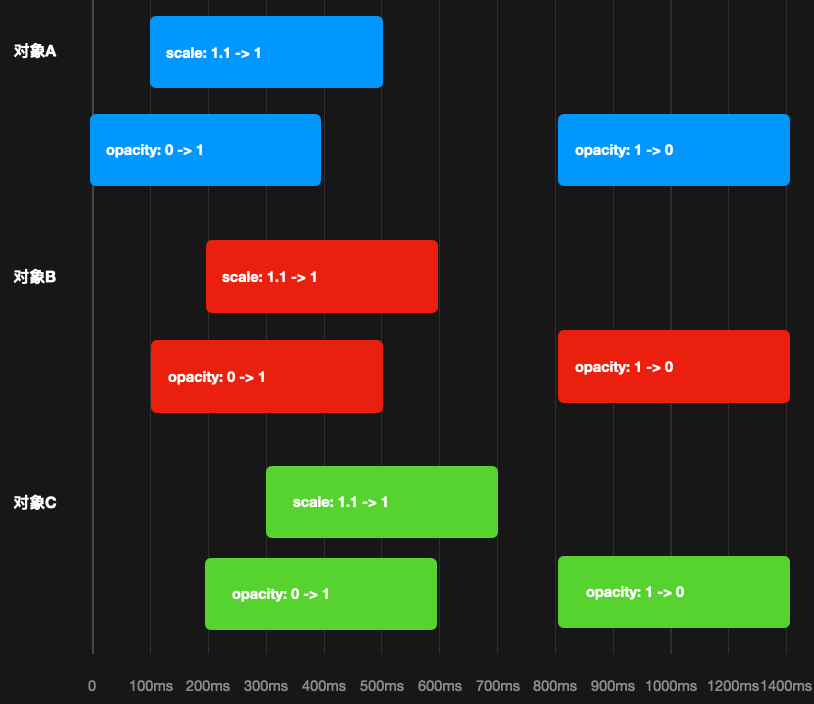 对象A
scale: 1.1 -> 1
opacity: 0 -> 1
opacity: 1 -> 0
对象B
scale: 1.1 -> 1
opacity: 0 -> 1
opacity: 1 -> 0
对象C
scale: 1.1 -> 1
opacity: 0 -> 1
opacity: 1 -> 0
0 100ms 200ms 300ms 400ms 500ms 600ms 700ms 800ms 900ms 1000ms 1200ms 1400ms